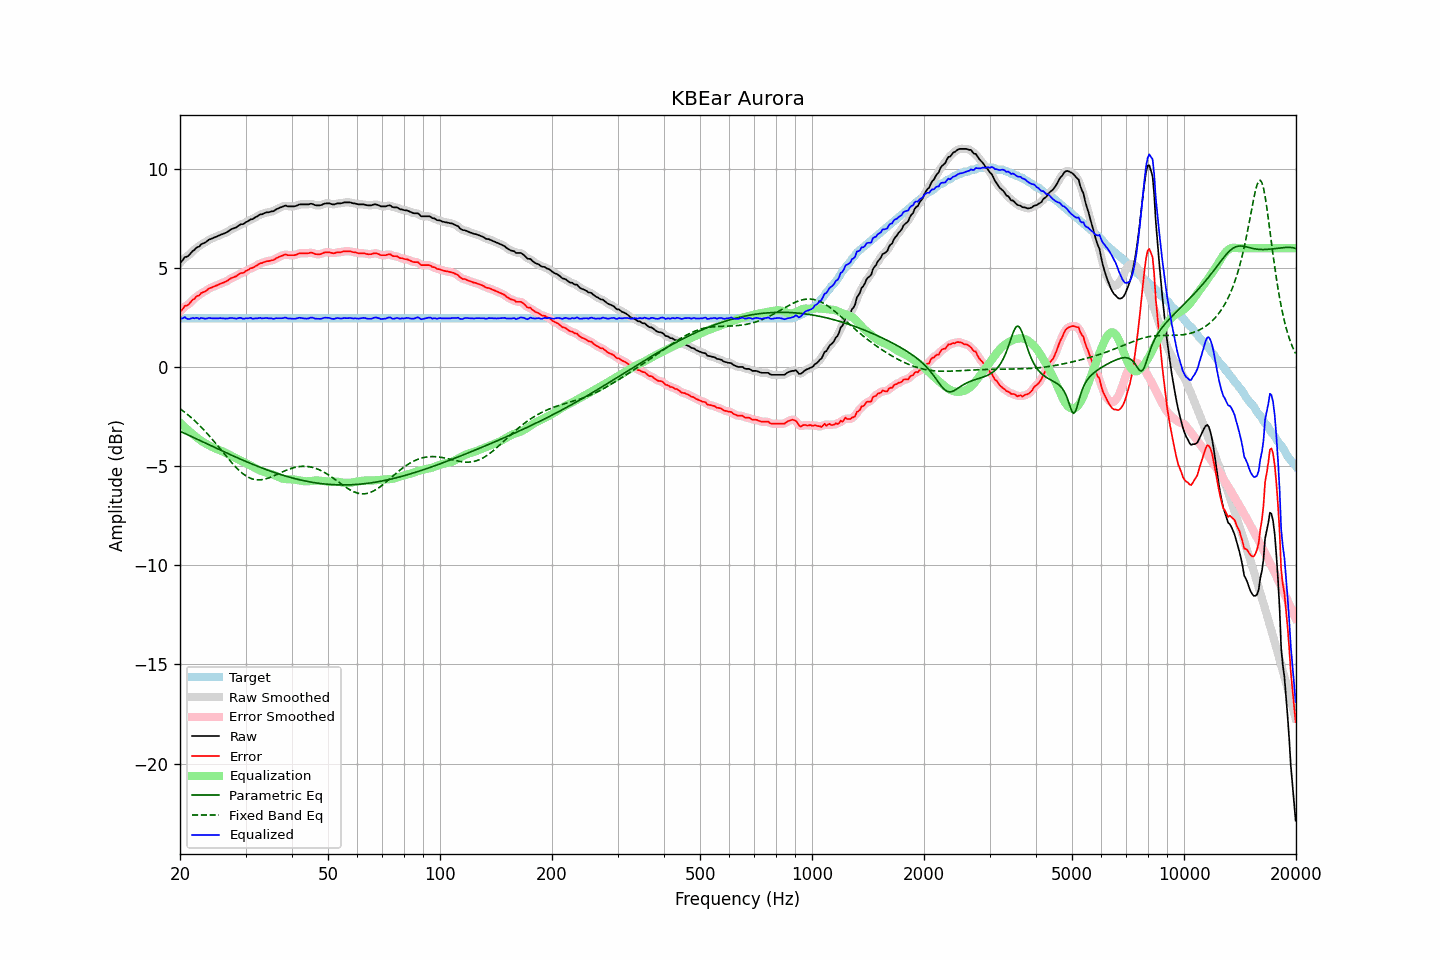 KBEar Aurora
10
5
0
−5
−10
−15
−20
Amplitude (dBr)
Target
Raw Smoothed
Error Smoothed
Raw
Error
Equalization
Parametric Eq
Fixed Band Eq
Equalized
20 50 100 200 500 1000 2000 5000 10000 20000
Frequency (Hz)